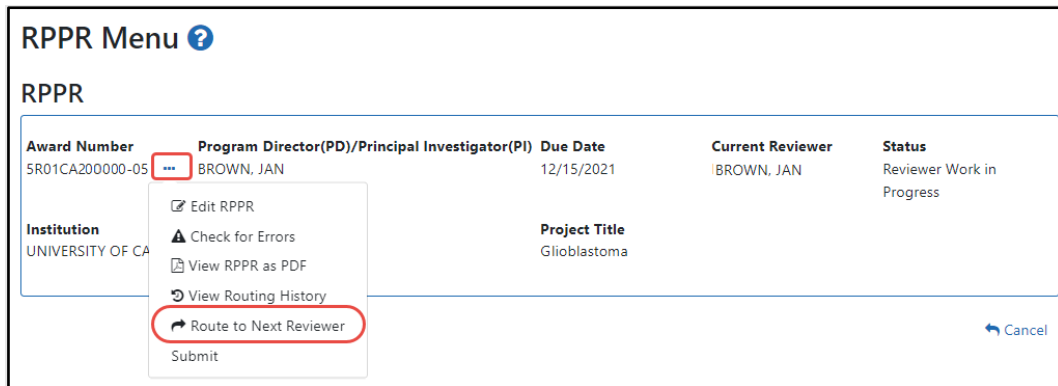 RPPR Menu ?
RPPR
Award Number Program Director(PD)/Principal Investigator(PI) Due Date Current Reviewer Status
5R01CA200000-05 ... BROWN, JAN 12/15/2021 BROWN, JAN Reviewer Work in
Progress
Edit RPPR
Institution Project Title
Check for Errors
UNIVERSITY OF CA Glioblastoma
View RPPR as PDF
View Routing History
Route to Next Reviewer
Cancel
Submit